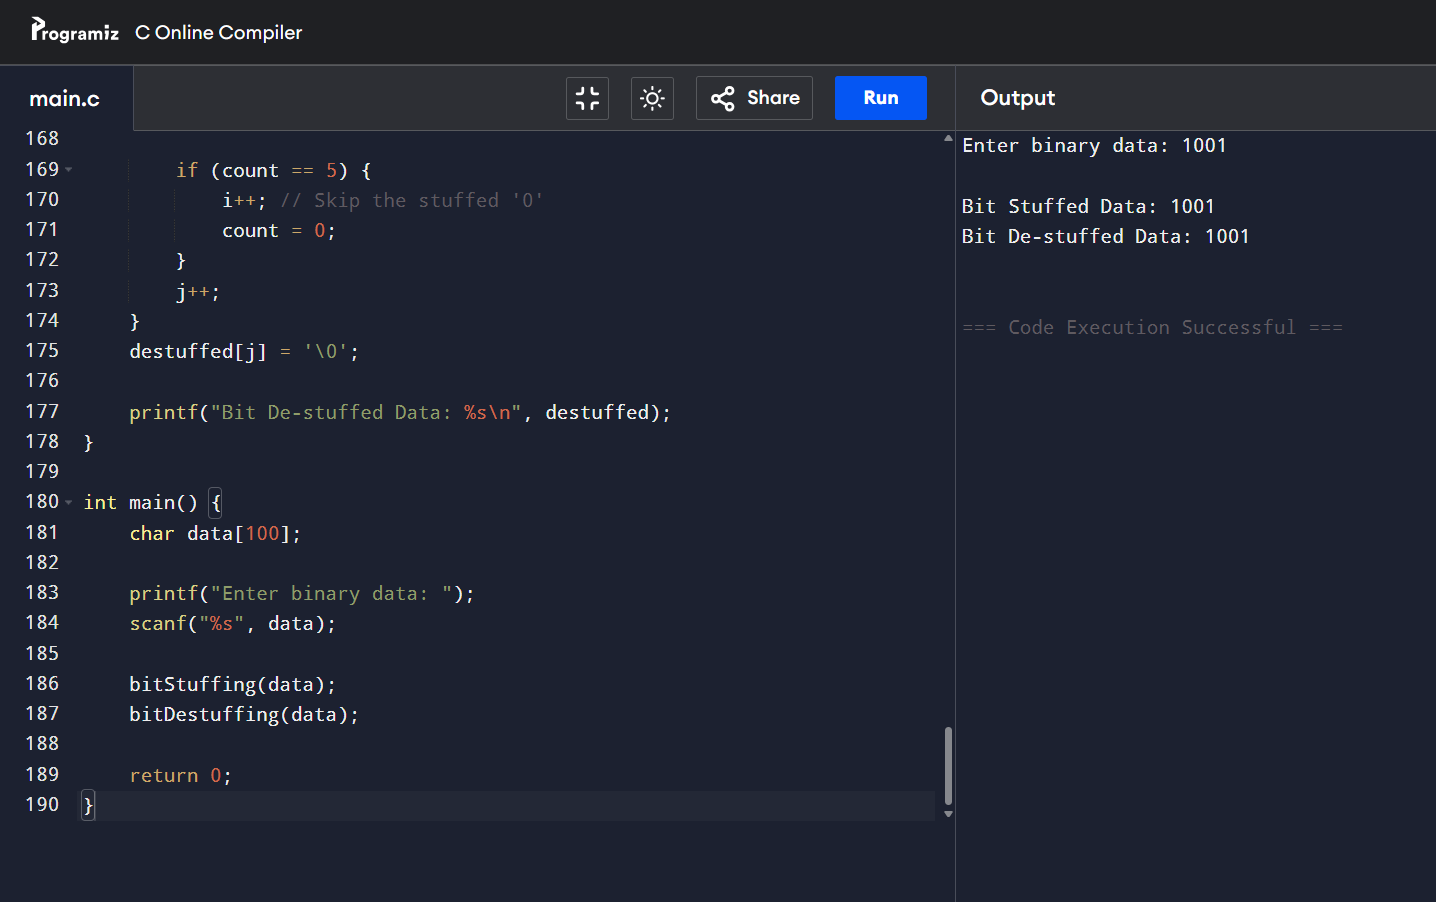 Programiz C Online Compiler
main.c
Share
Run
Output
168
169 if (count == 5) {
170 i++; // Skip the stuffed '0'
171 count = 0;
172 }
173 j++;
174 }
175 destuffed[j] = '\0';
176
177 printf("Bit De-stuffed Data: %s\n", destuffed);
178 }
179
180 int main() {
181 char data[100];
182
183 printf("Enter binary data: ");
184 scanf("%s", data);
185
186 bitStuffing(data);
187 bitDestuffing(data);
188
189 return 0;
190 }
Enter binary data: 1001
Bit Stuffed Data: 1001
Bit De-stuffed Data: 1001
=== Code Execution Successful ===